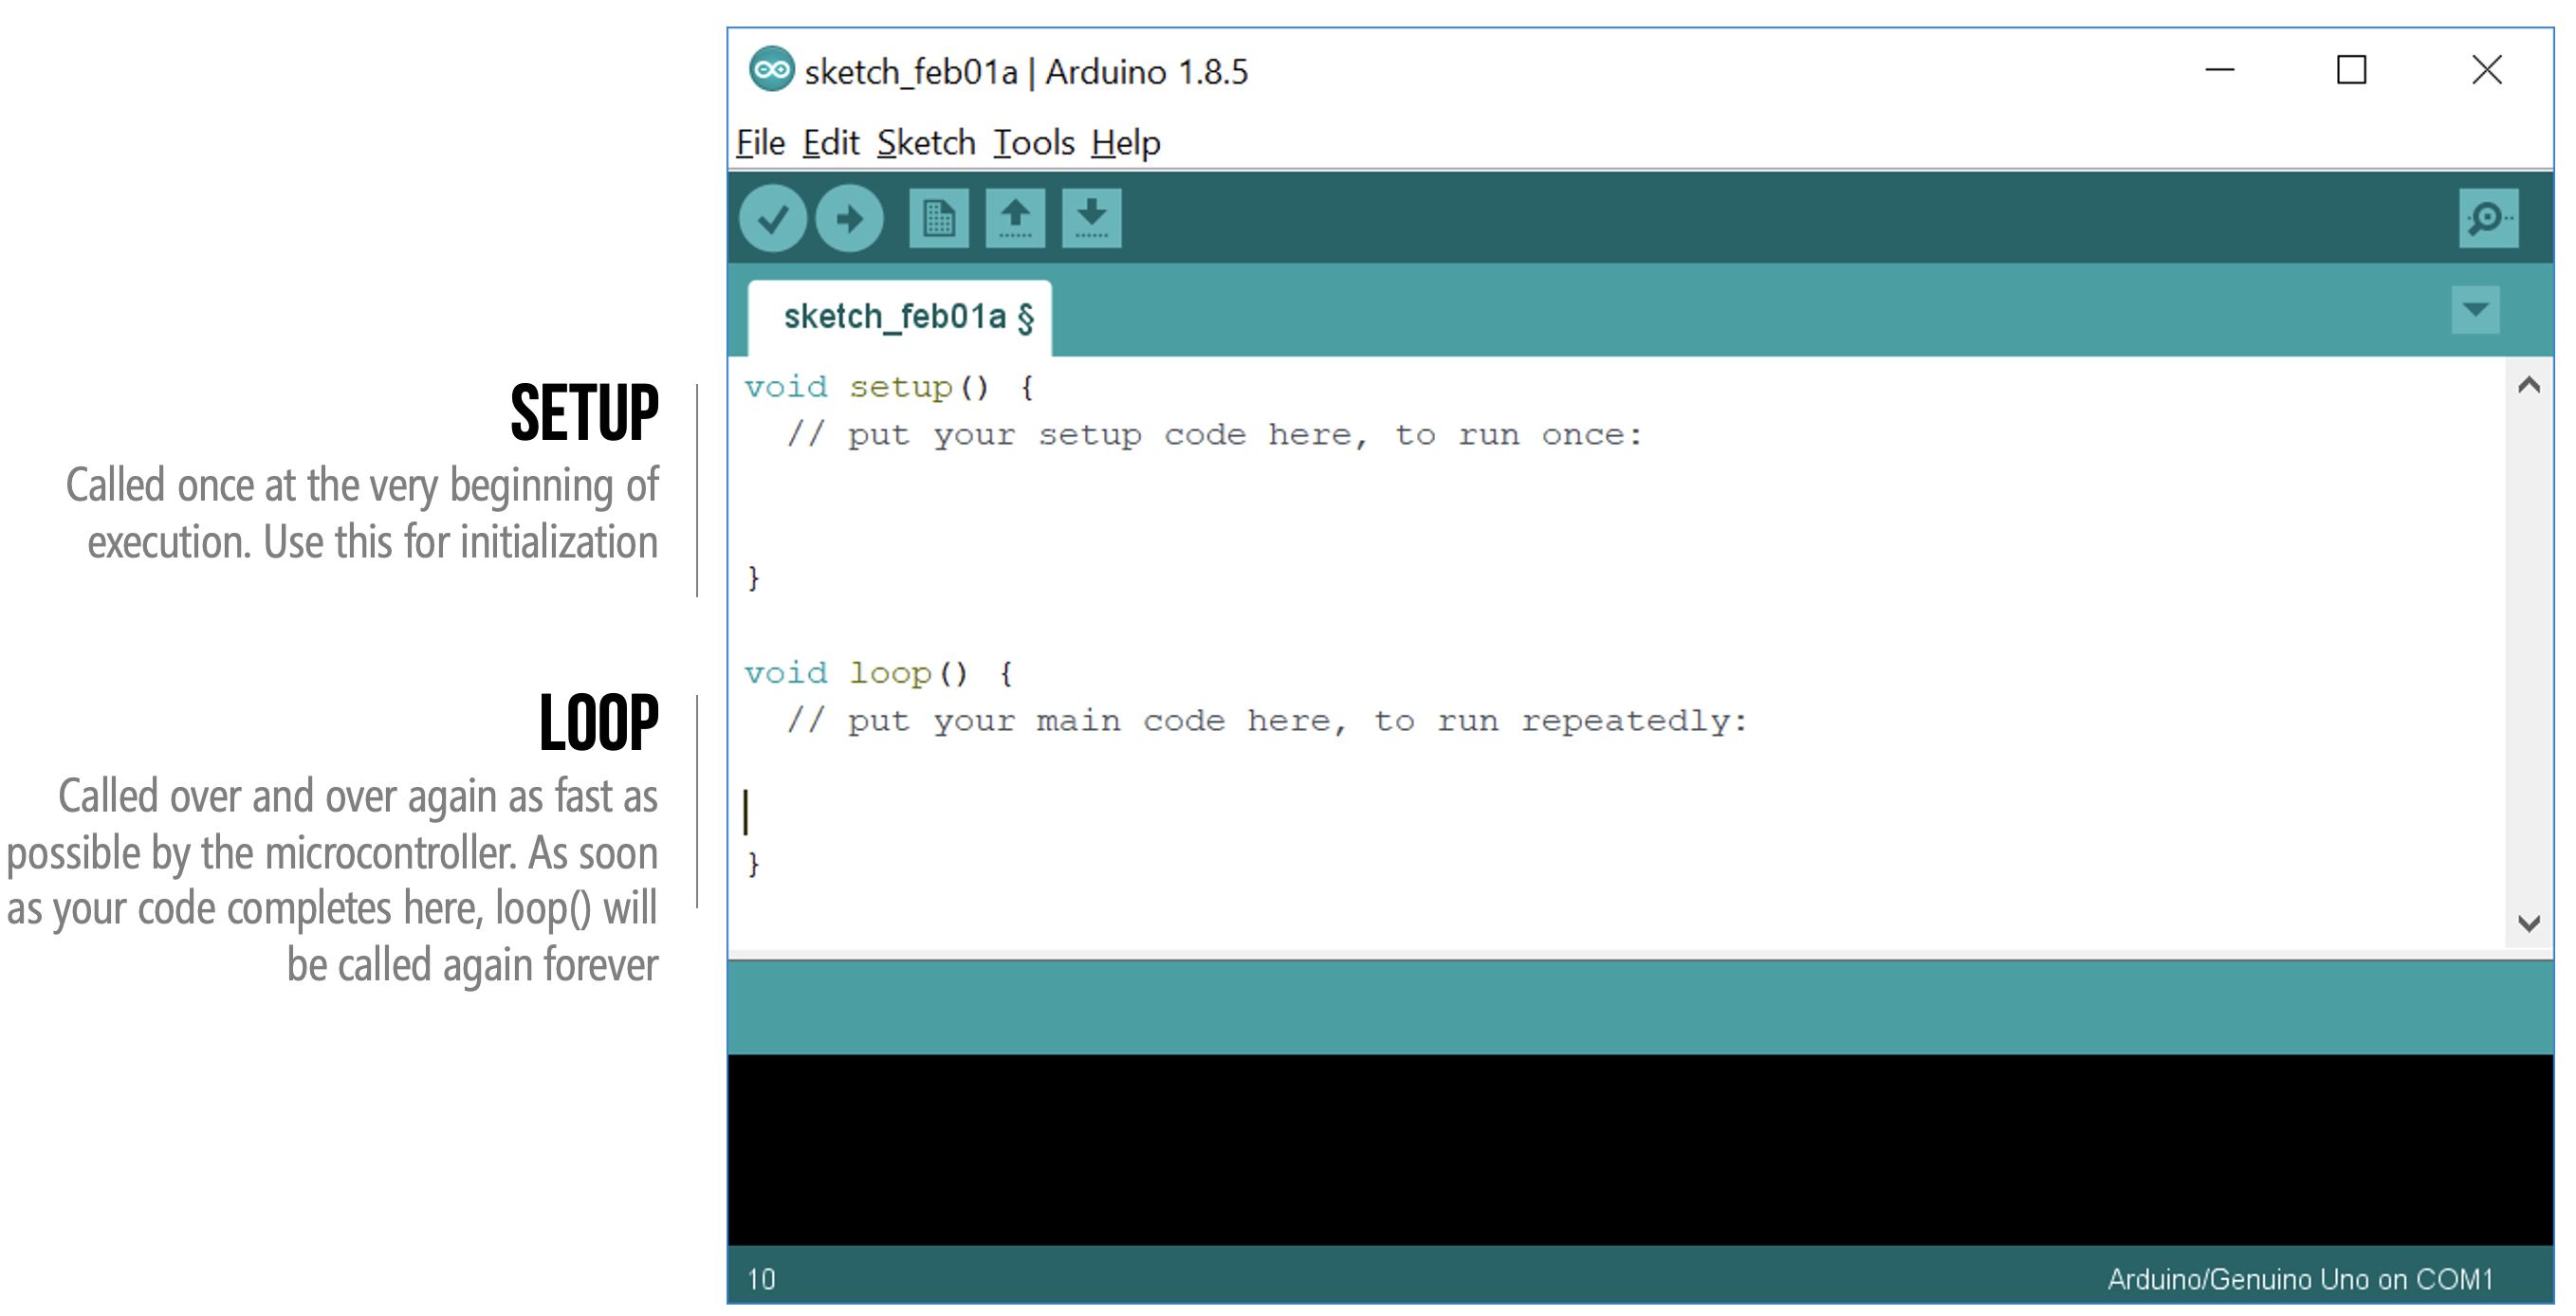 sketch_feb01a | Arduino 1.8.5
File Edit Sketch Tools Help
sketch_feb01a §
SETUP
Called once at the very beginning of
execution. Use this for initialization
void setup() {
  // put your setup code here, to run once:
}
LOOP
Called over and over again as fast as
possible by the microcontroller. As soon
as your code completes here, loop() will
be called again forever
void loop() {
  // put your main code here, to run repeatedly:
}
10
Arduino/Genuino Uno on COM1